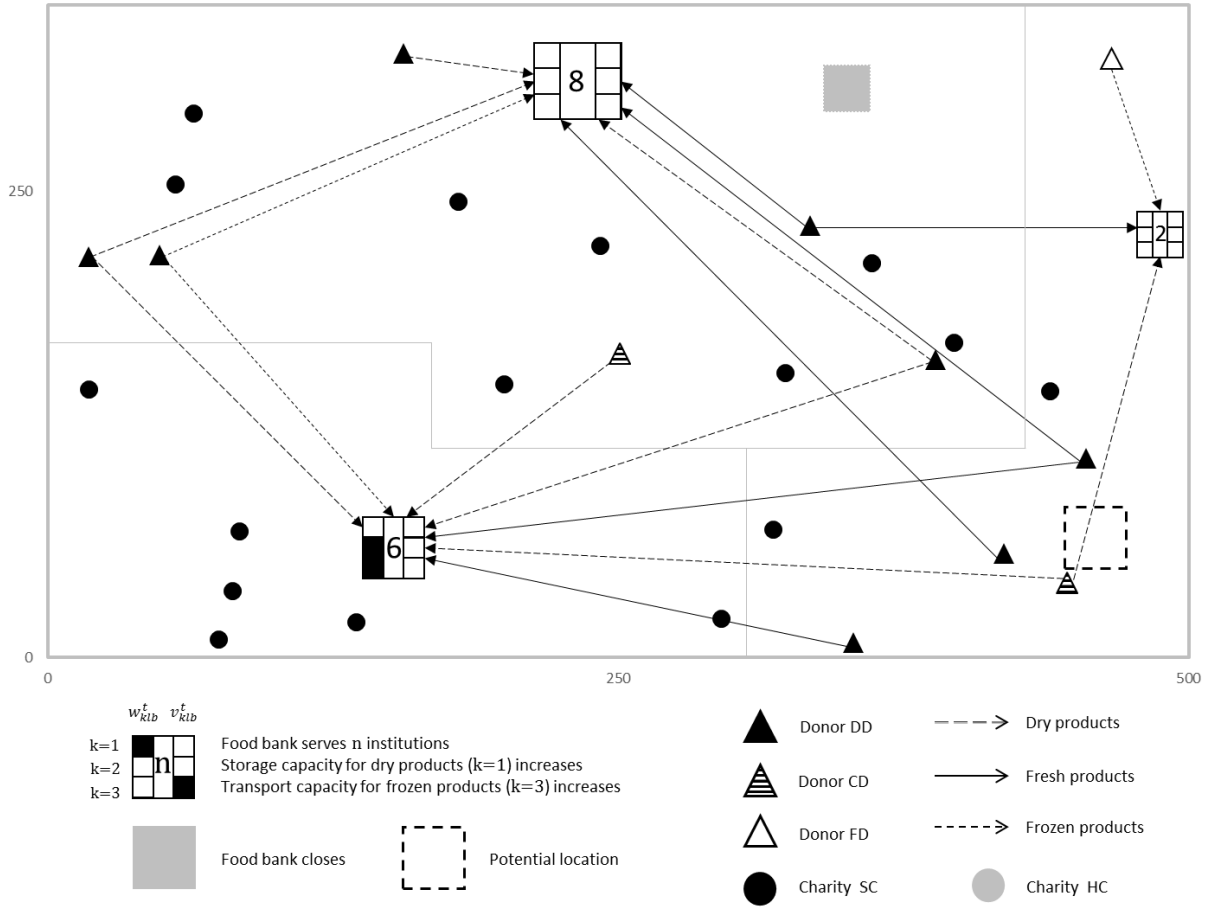 8
250
2
6
0
0
250
500
w^t_klb v^t_klb
k=1
k=2
k=3
n
Food bank serves n institutions
Storage capacity for dry products (k=1) increases
Transport capacity for frozen products (k=3) increases
Food bank closes
Potential location
Donor DD
Donor CD
Donor FD
Charity SC
Dry products
Fresh products
Frozen products
Charity HC